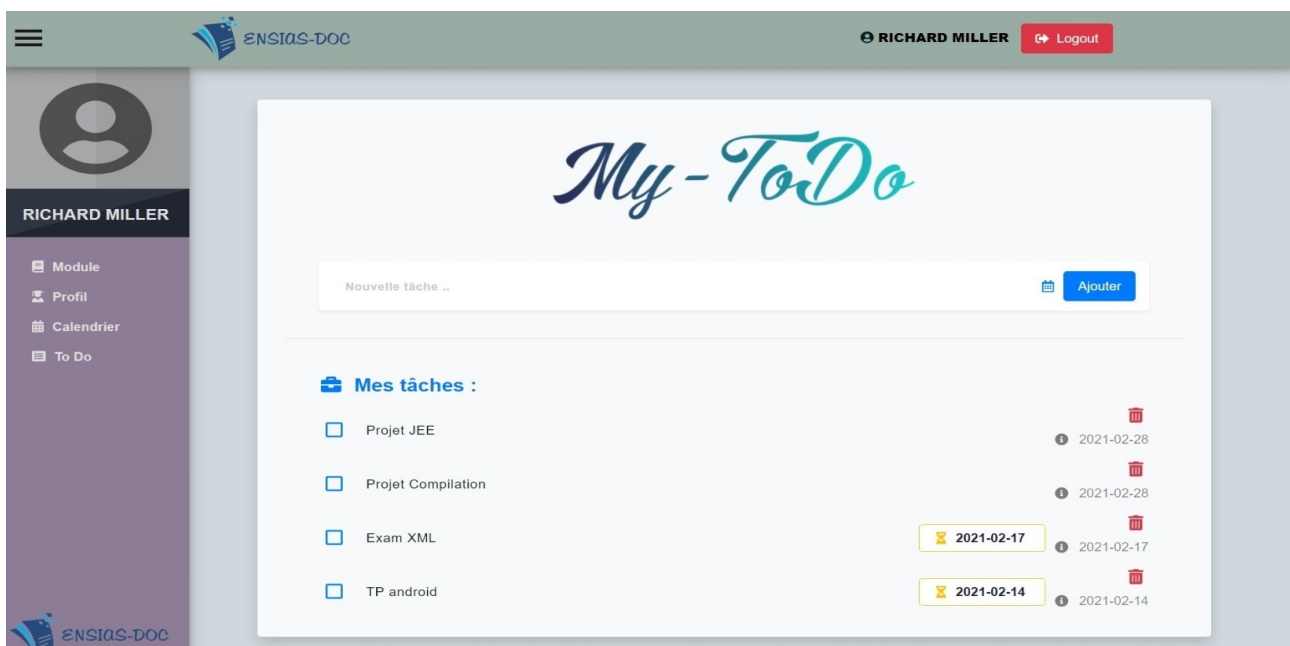 ENSIAS-DOC
RICHARD MILLER Logout
RICHARD MILLER
Module
Profil
Calendrier
To Do
ENSIAS-DOC
My-ToDo
Nouvelle tâche .. Ajouter
Mes tâches :
Projet JEE
2021-02-28
Projet Compilation
2021-02-28
Exam XML 2021-02-17
2021-02-17
TP android 2021-02-14
2021-02-14